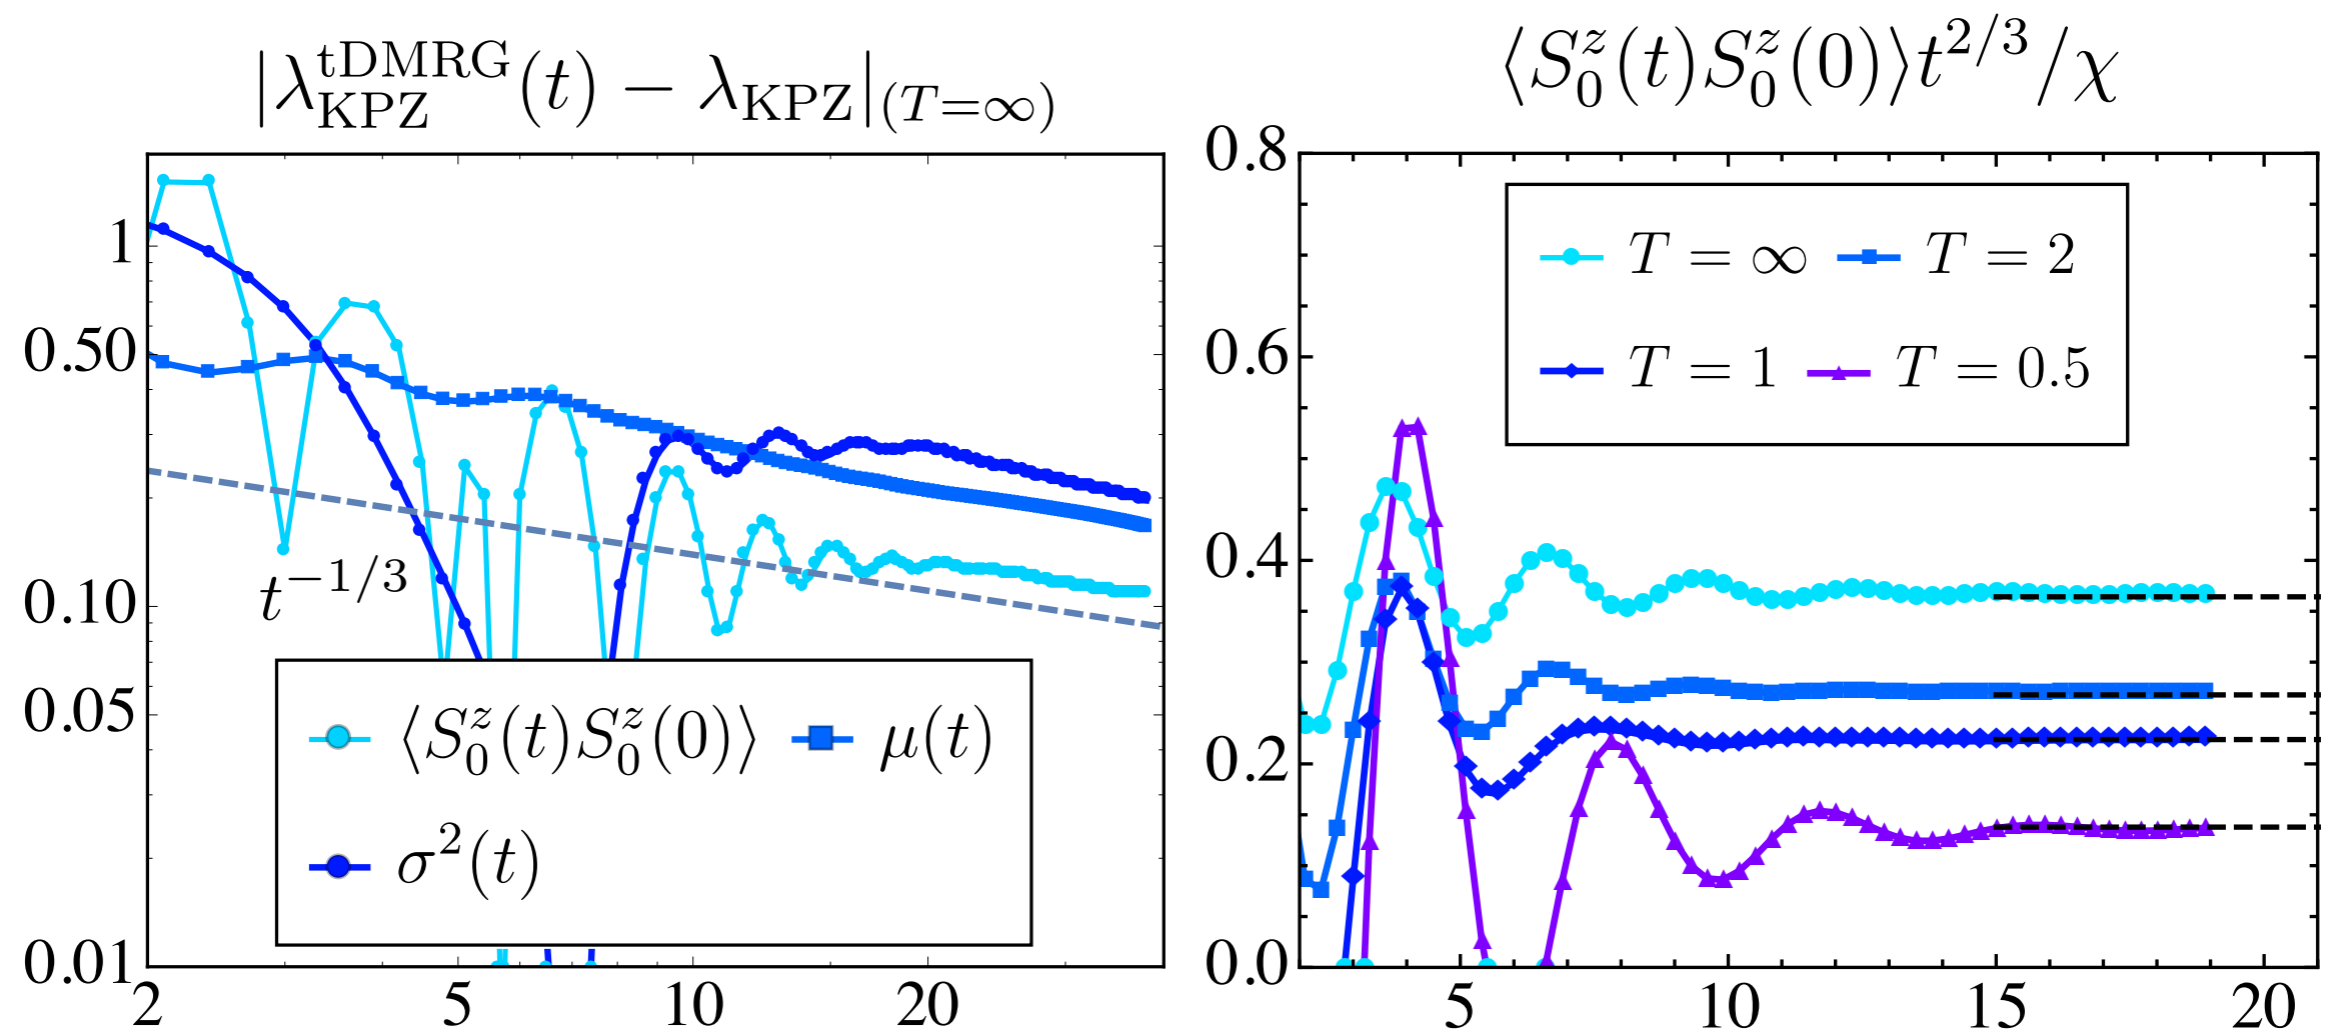 |λ_KPZ^tDMRG(t) − λ_KPZ|_(T=∞)
1
0.50
0.10
0.05
0.01
2 5 10 20
t^−1/3
⟨S_0^z(t)S_0^z(0)⟩ μ(t)
σ^2(t)
⟨S_0^z(t)S_0^z(0)⟩t^2/3/χ
0.8
0.6
0.4
0.2
0.0
5 10 15 20
T = ∞ T = 2
T = 1 T = 0.5